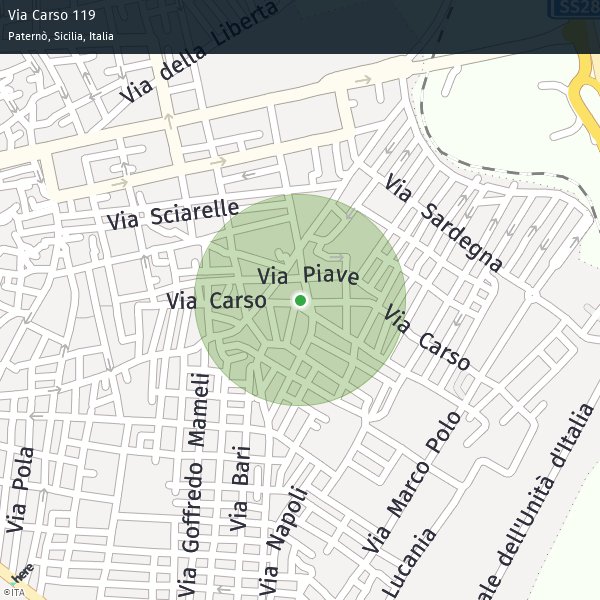 Via Carso 119
Paternò, Sicilia, Italia
SS28
Via della Liberta
Via Sardegna
Via Sciarelle
Via Piave
Via Carso
Via Carso
Via Goffredo Mameli
Via Marco Polo
Via Pola
Via Bari
Via Napoli
Lucania
ale dell'Unità d'Italia
here
©ITA